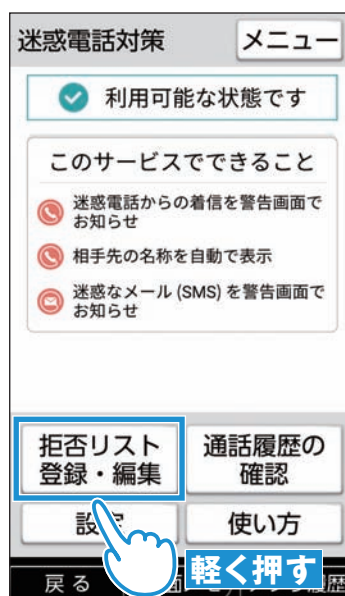 迷惑電話対策
メニュー
利用可能な状態です
このサービスでできること
迷惑電話からの着信を警告画面で
お知らせ
相手先の名称を自動で表示
迷惑なメール (SMS) を警告画面で
お知らせ
拒否リスト
登録・編集
通話履歴の
確認
設定
使い方
軽く押す
戻る